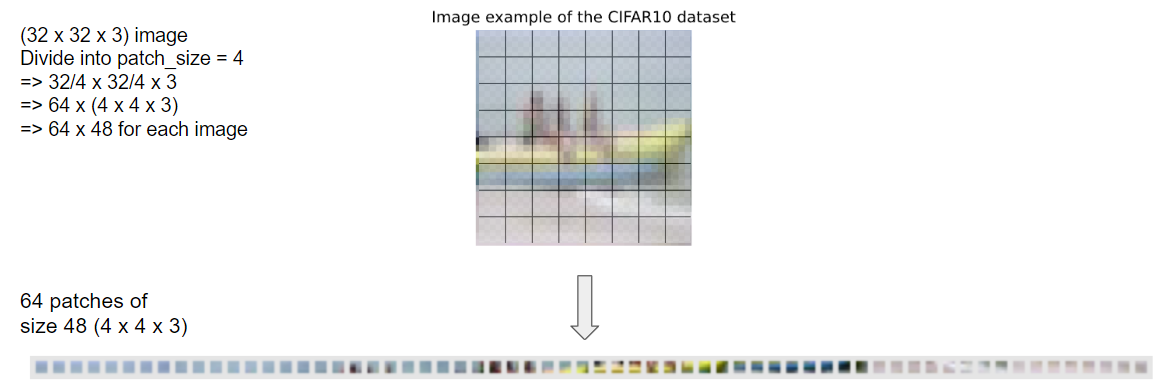 Image example of the CIFAR10 dataset
(32 x 32 x 3) image
Divide into patch_size = 4
=> 32/4 x 32/4 x 3
=> 64 x (4 x 4 x 3)
=> 64 x 48 for each image
64 patches of
size 48 (4 x 4 x 3)